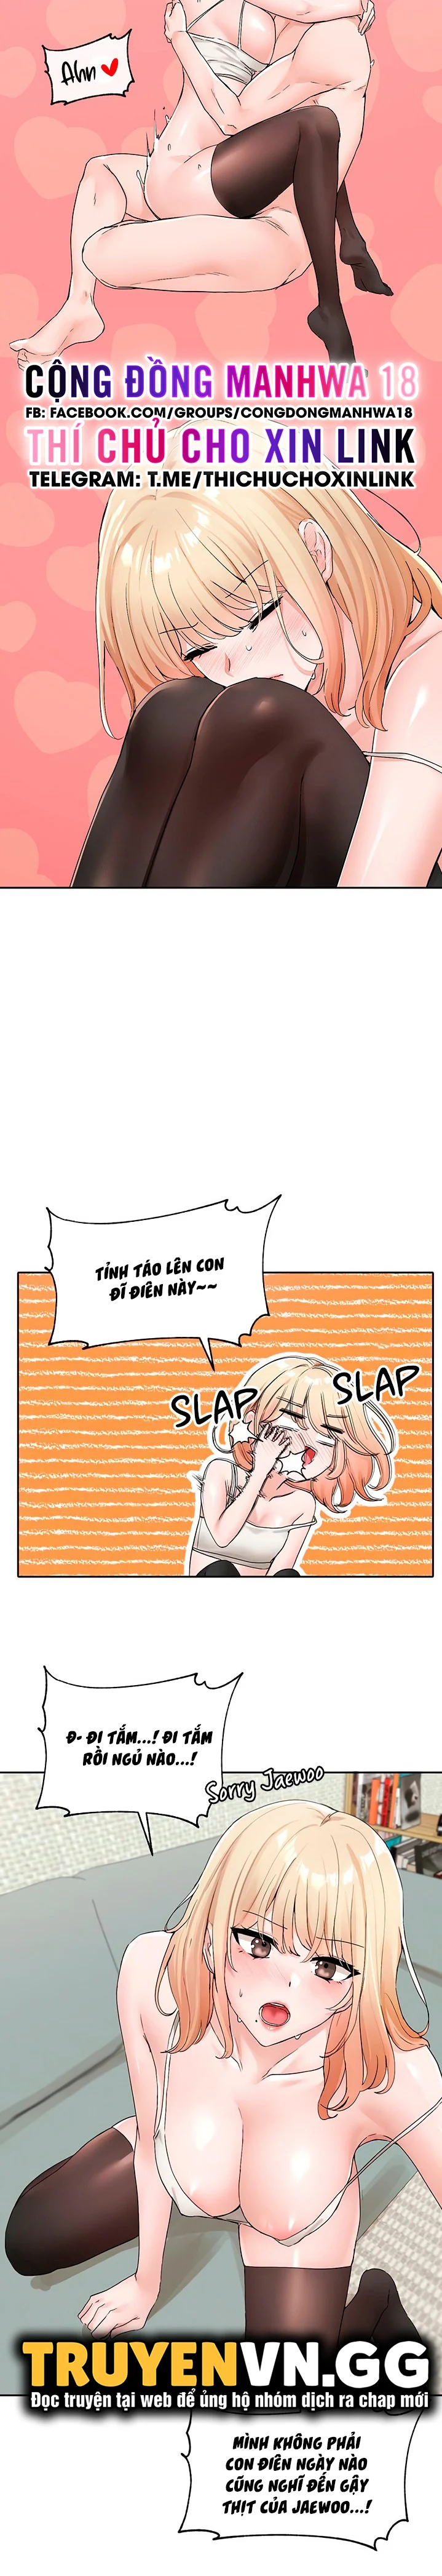 Ahn
CỘNG ĐỒNG MANHWA 18
FB: FACEBOOK.COM/GROUPS/CONGDONGMANHWA18
THÍ CHỦ CHO XIN LINK
TELEGRAM: T.ME/THICHUCHOXINLINK
TỈNH TÁO LÊN CON
ĐĨ ĐIÊN NÀY~~
SLAP
SLAP
Đ- ĐI TẮM...! ĐI TẮM
RỒI NGỦ NÀO...!
Sorry Jaewoo
TRUYENVN.GG
Đọc truyện tại web để ủng hộ nhóm dịch ra chap mới
MÌNH KHÔNG PHẢI
CON ĐIÊN NGÀY NÀO
CŨNG NGHĨ ĐẾN GẬY
THỊT CỦA JAEWOO...!